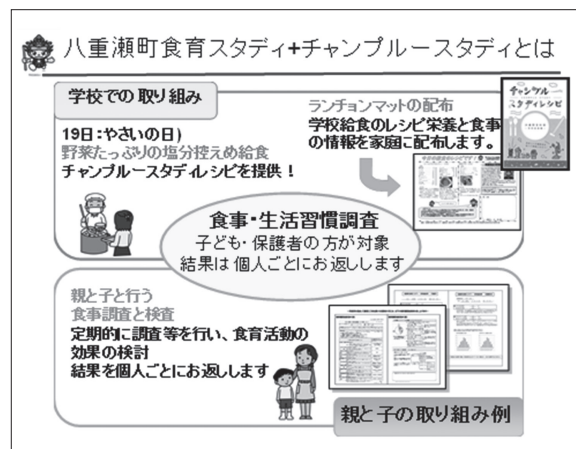 八重瀬町食育スタディ+チャンプルースタディとは
学校での取り組み
19日:やさいの日)
野菜たっぷりの塩分控えめ給食
チャンプルースタディレシピを提供!
ランチョンマットの配布
学校給食のレシピ栄養と食事
の情報を家庭に配布します。
チャンプルー
スタディレシピ
食事・生活習慣調査
子ども・保護者の方が対象
結果は個人ごとにお返しします
親と子と行う
食事調査と検査
定期的に調査等を行い、食育活動の
効果の検討
結果を個人ごとにお返しします
親と子の取り組み例